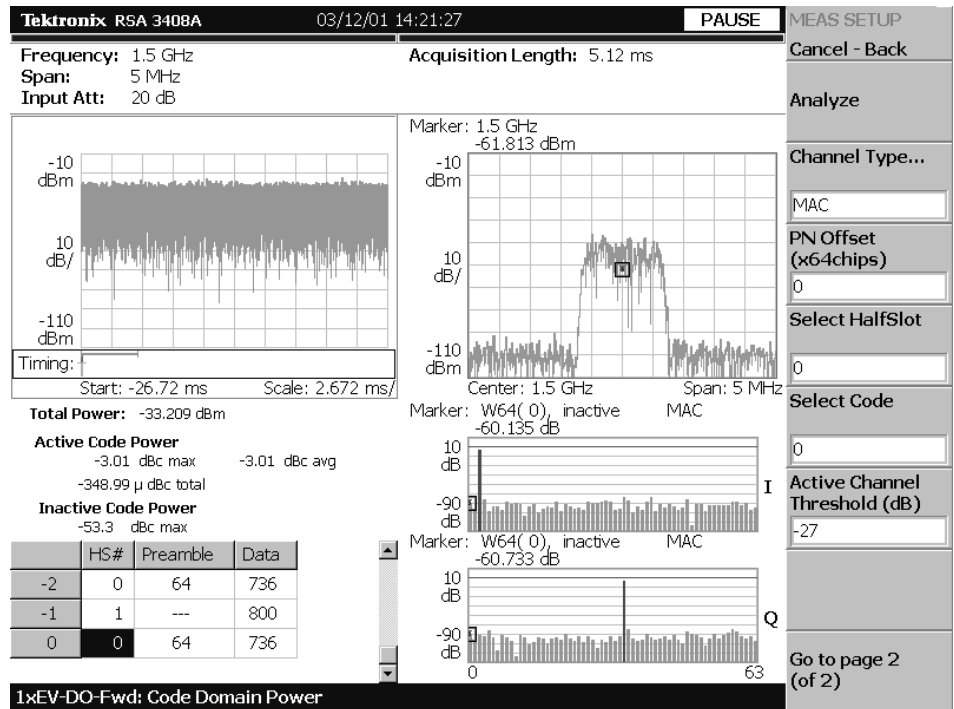 Tektronix RSA 3408A 03/12/01 14:21:27 PAUSE
Frequency: 1.5 GHz
Span: 5 MHz
Input Att: 20 dB
Acquisition Length: 5.12 ms
-10
dBm
10
dB/
-110
dBm
Timing:
Start: -26.72 ms Scale: 2.672 ms/
Marker: 1.5 GHz
-61.813 dBm
-10
dBm
10
dB/
-110
dBm
Center: 1.5 GHz Span: 5 MHz
Total Power: -33.209 dBm
Active Code Power
-3.01 dBc max -3.01 dBc avg
-348.99 µ dBc total
Inactive Code Power
-53.3 dBc max
HS# Preamble Data
-2 0 64 736
-1 1 --- 800
0 0 64 736
Marker: W64( 0), inactive MAC
-60.135 dB
10
dB
-90
dB
I
Marker: W64( 0), inactive MAC
-60.733 dB
10
dB
-90
dB
Q
0 63
1xEV-DO-Fwd: Code Domain Power
MEAS SETUP
Cancel - Back
Analyze
Channel Type...
MAC
PN Offset
(x64chips)
0
Select HalfSlot
0
Select Code
0
Active Channel
Threshold (dB)
-27
Go to page 2
(of 2)